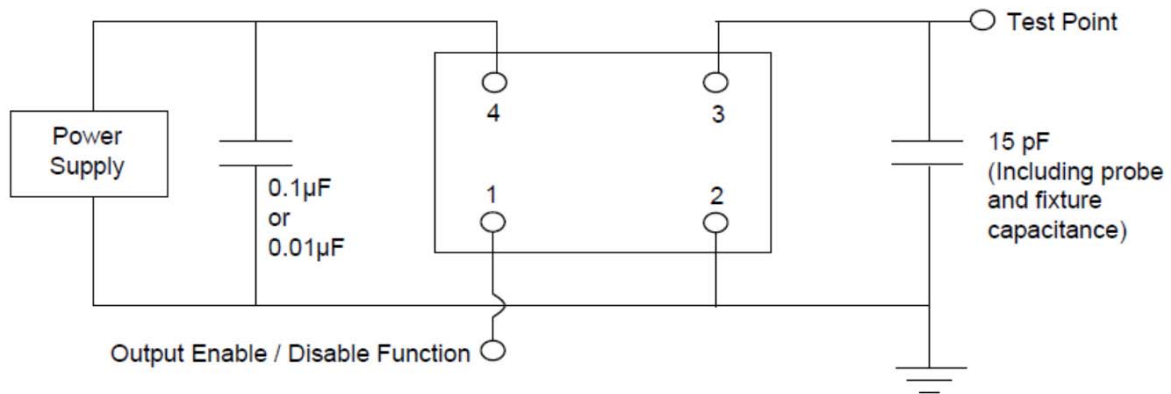 Test Point
4
3
Power
Supply
15 pF
(Including probe
and fixture
capacitance)
0.1µF
or
0.01µF
1
2
Output Enable / Disable Function